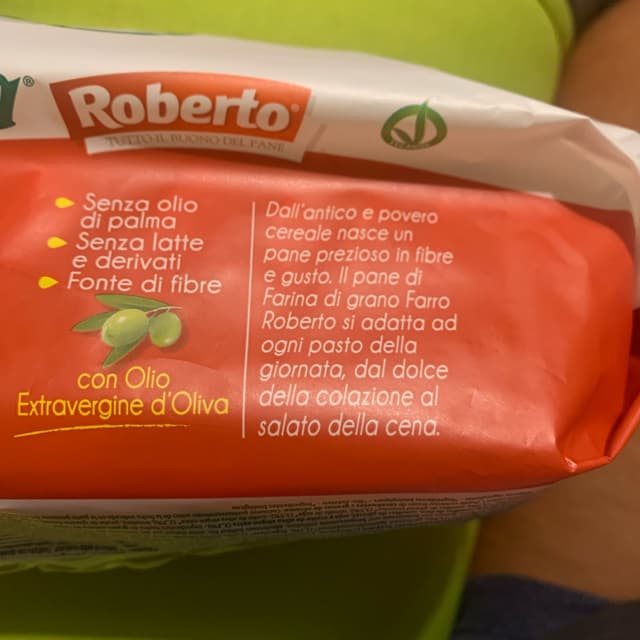 Roberto®
TUTTO IL BUONO DEL PANE
Senza olio
di palma
Senza latte
e derivati
Fonte di fibre
con Olio
Extravergine d'Oliva
Dall'antico e povero
cereale nasce un
pane prezioso in fibre
e gusto. Il pane di
Farina di grano Farro
Roberto si adatta ad
ogni pasto della
giornata, dal dolce
della colazione al
salato della cena.